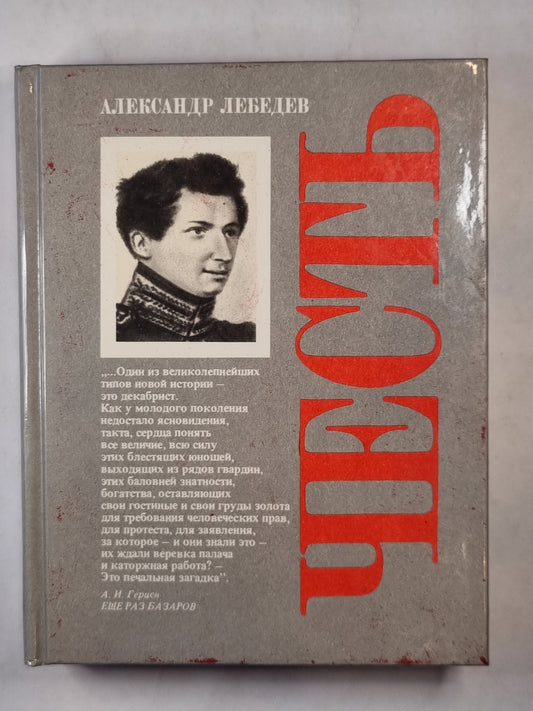 АЛЕКСАНДР ЛЕБЕДЕВ
ЧЕСТЬ
„...Один из великолепнейших
типов новой истории –
это декабрист.
Как у молодого поколения
недостало ясновидения,
такта, сердца понять
все величие, всю силу
этих блестящих юношей,
выходящих из рядов гвардии,
этих баловней знатности,
богатства, оставляющих
свои гостиные и свои груды золота
для требования человеческих прав,
для протеста, для заявления,
за которое – и они знали это –
их ждали веревка палача
и каторжная работа? –
Это печальная загадка".
А. И. Герцен
ЕЩЕ РАЗ БАЗАРОВ